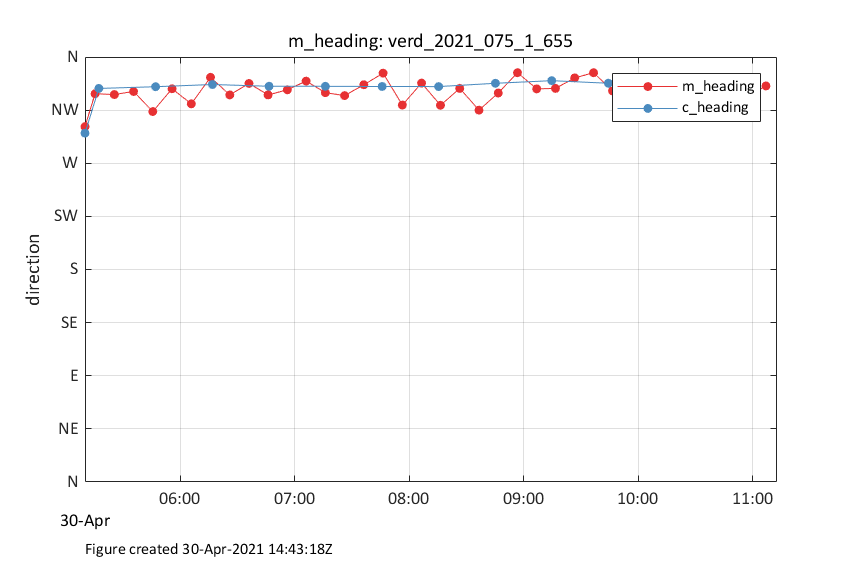 m_heading: verd_2021_075_1_655
N
NW
W
SW
S
SE
E
NE
N
direction
m_heading
c_heading
06:00 07:00 08:00 09:00 10:00 11:00
30-Apr
Figure created 30-Apr-2021 14:43:18Z